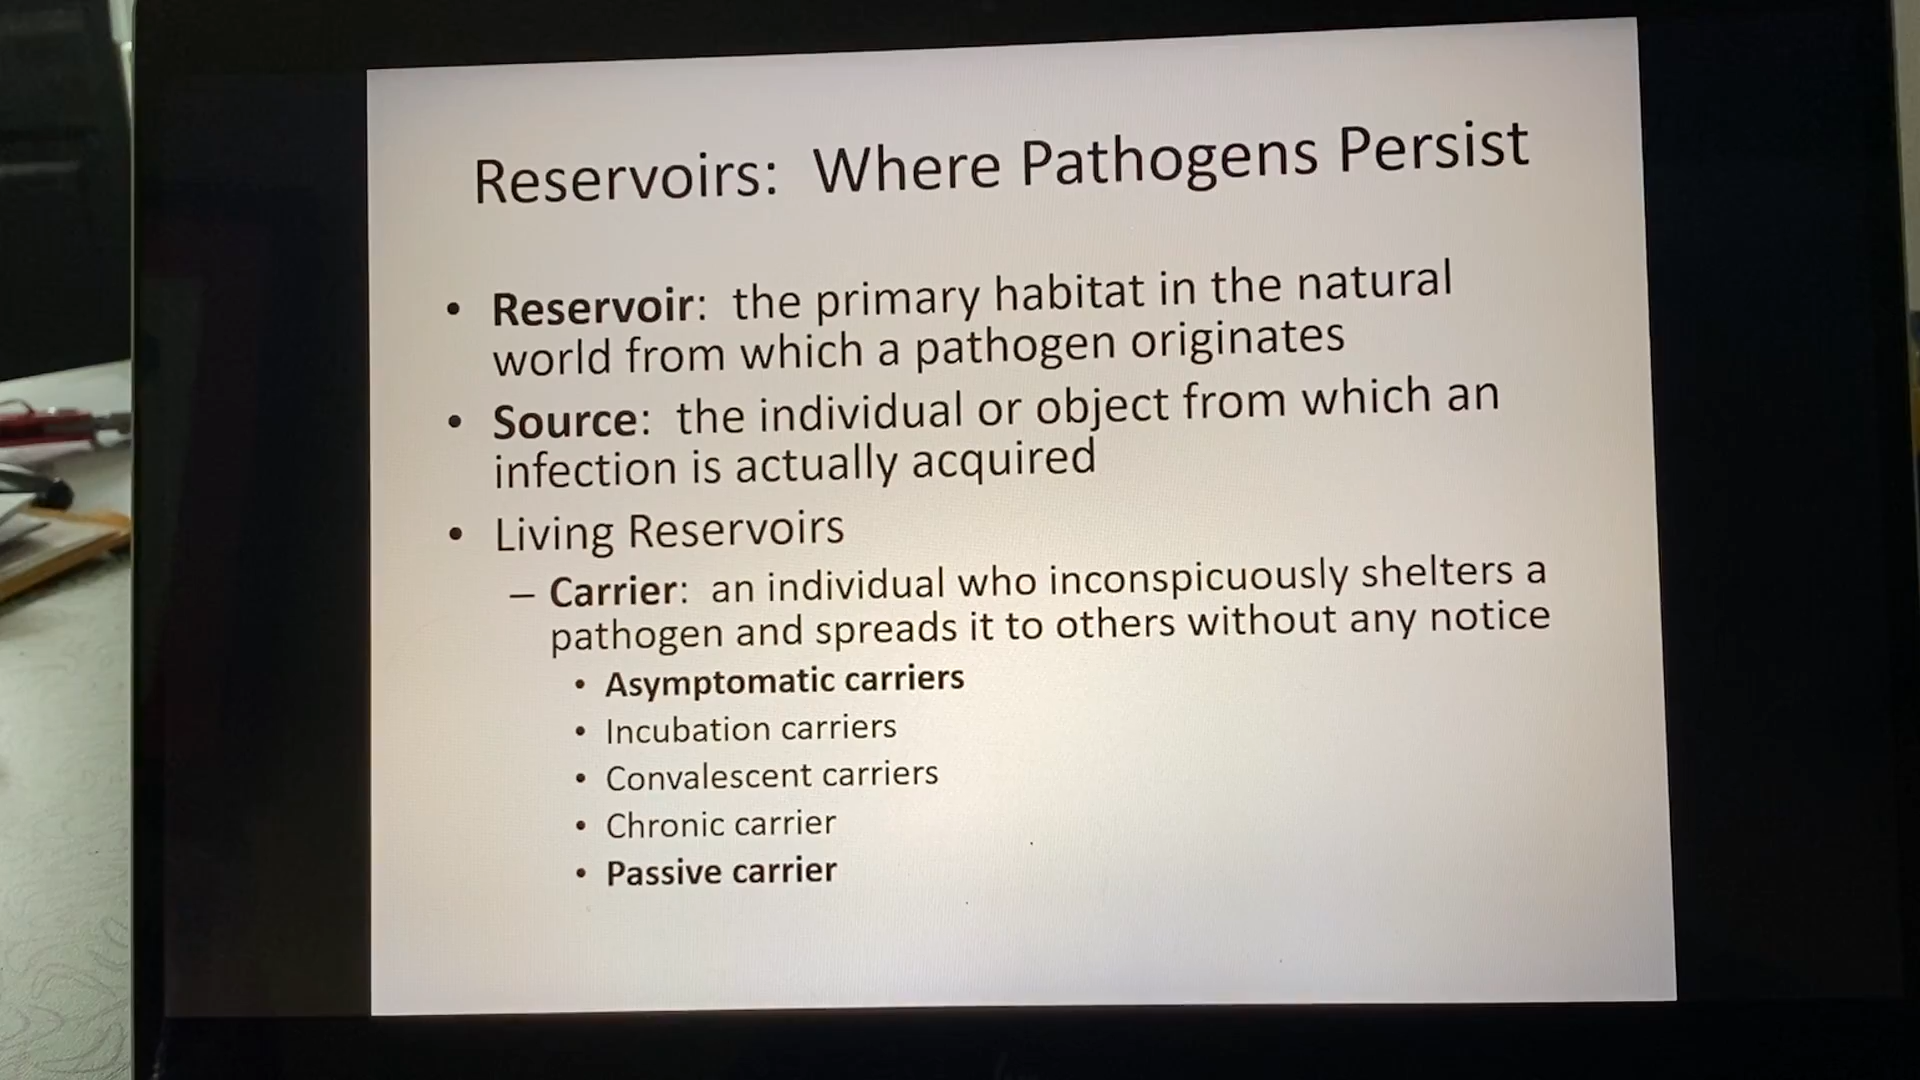 Reservoirs: Where Pathogens Persist
• Reservoir: the primary habitat in the natural
world from which a pathogen originates
• Source: the individual or object from which an
infection is actually acquired
• Living Reservoirs
– Carrier: an individual who inconspicuously shelters a
pathogen and spreads it to others without any notice
• Asymptomatic carriers
• Incubation carriers
• Convalescent carriers
• Chronic carrier
• Passive carrier